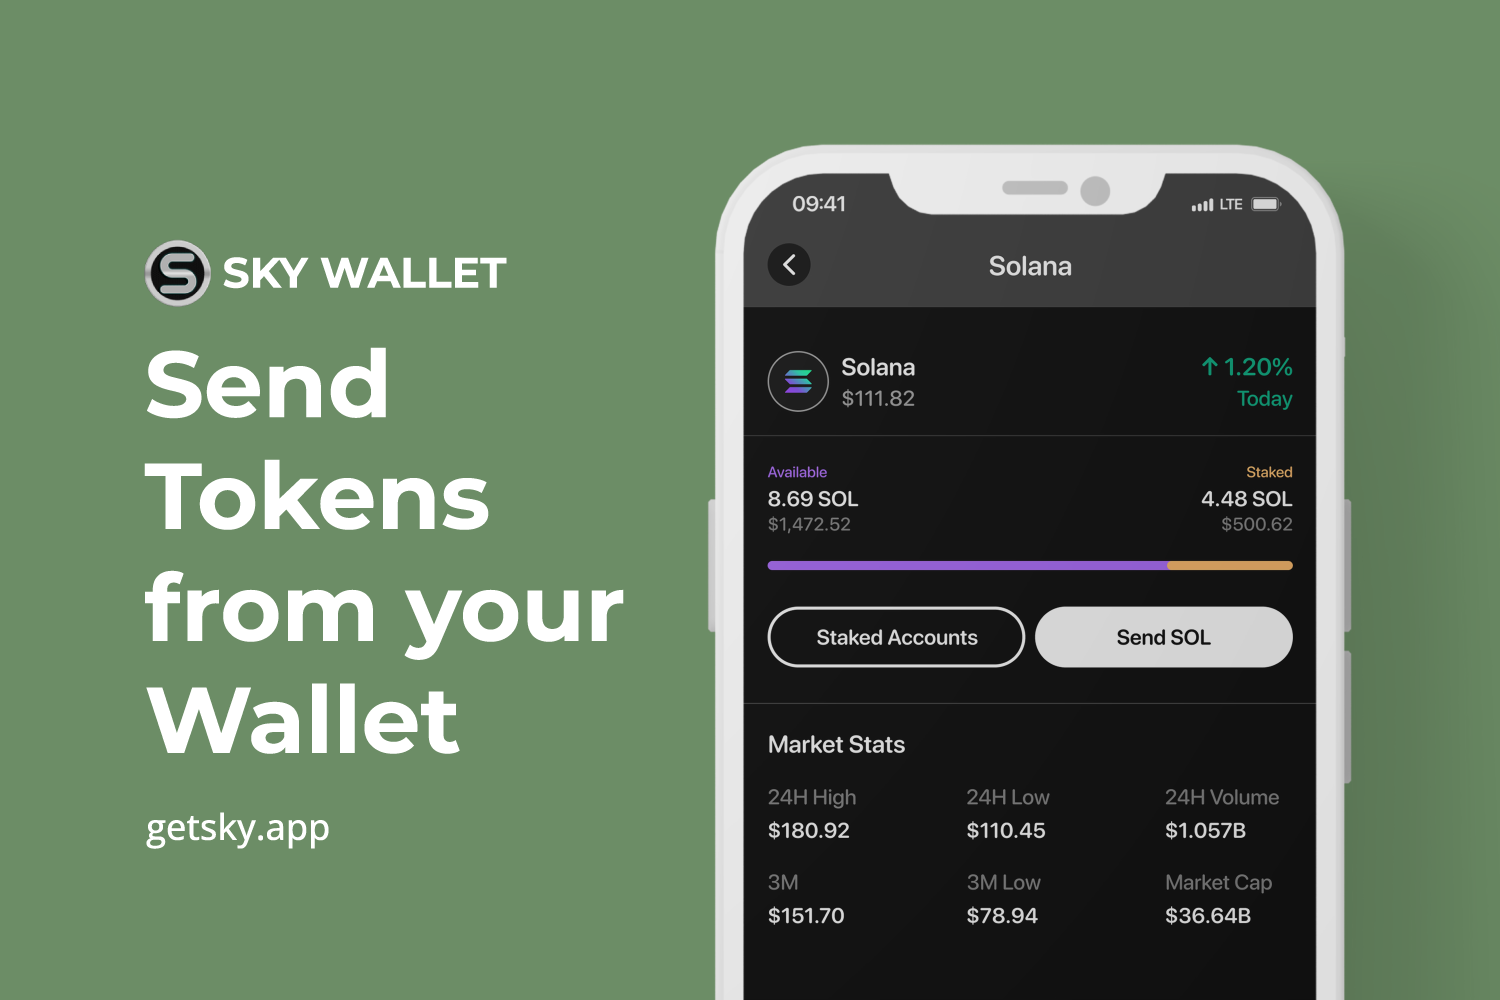 SKY WALLET
Send
Tokens
from your
Wallet
getsky.app
09:41
LTE
Solana
Solana
$111.82
↑ 1.20%
Today
Available
8.69 SOL
$1,472.52
Staked
4.48 SOL
$500.62
Staked Accounts
Send SOL
Market Stats
24H High
$180.92
24H Low
$110.45
24H Volume
$1.057B
3M
$151.70
3M Low
$78.94
Market Cap
$36.64B